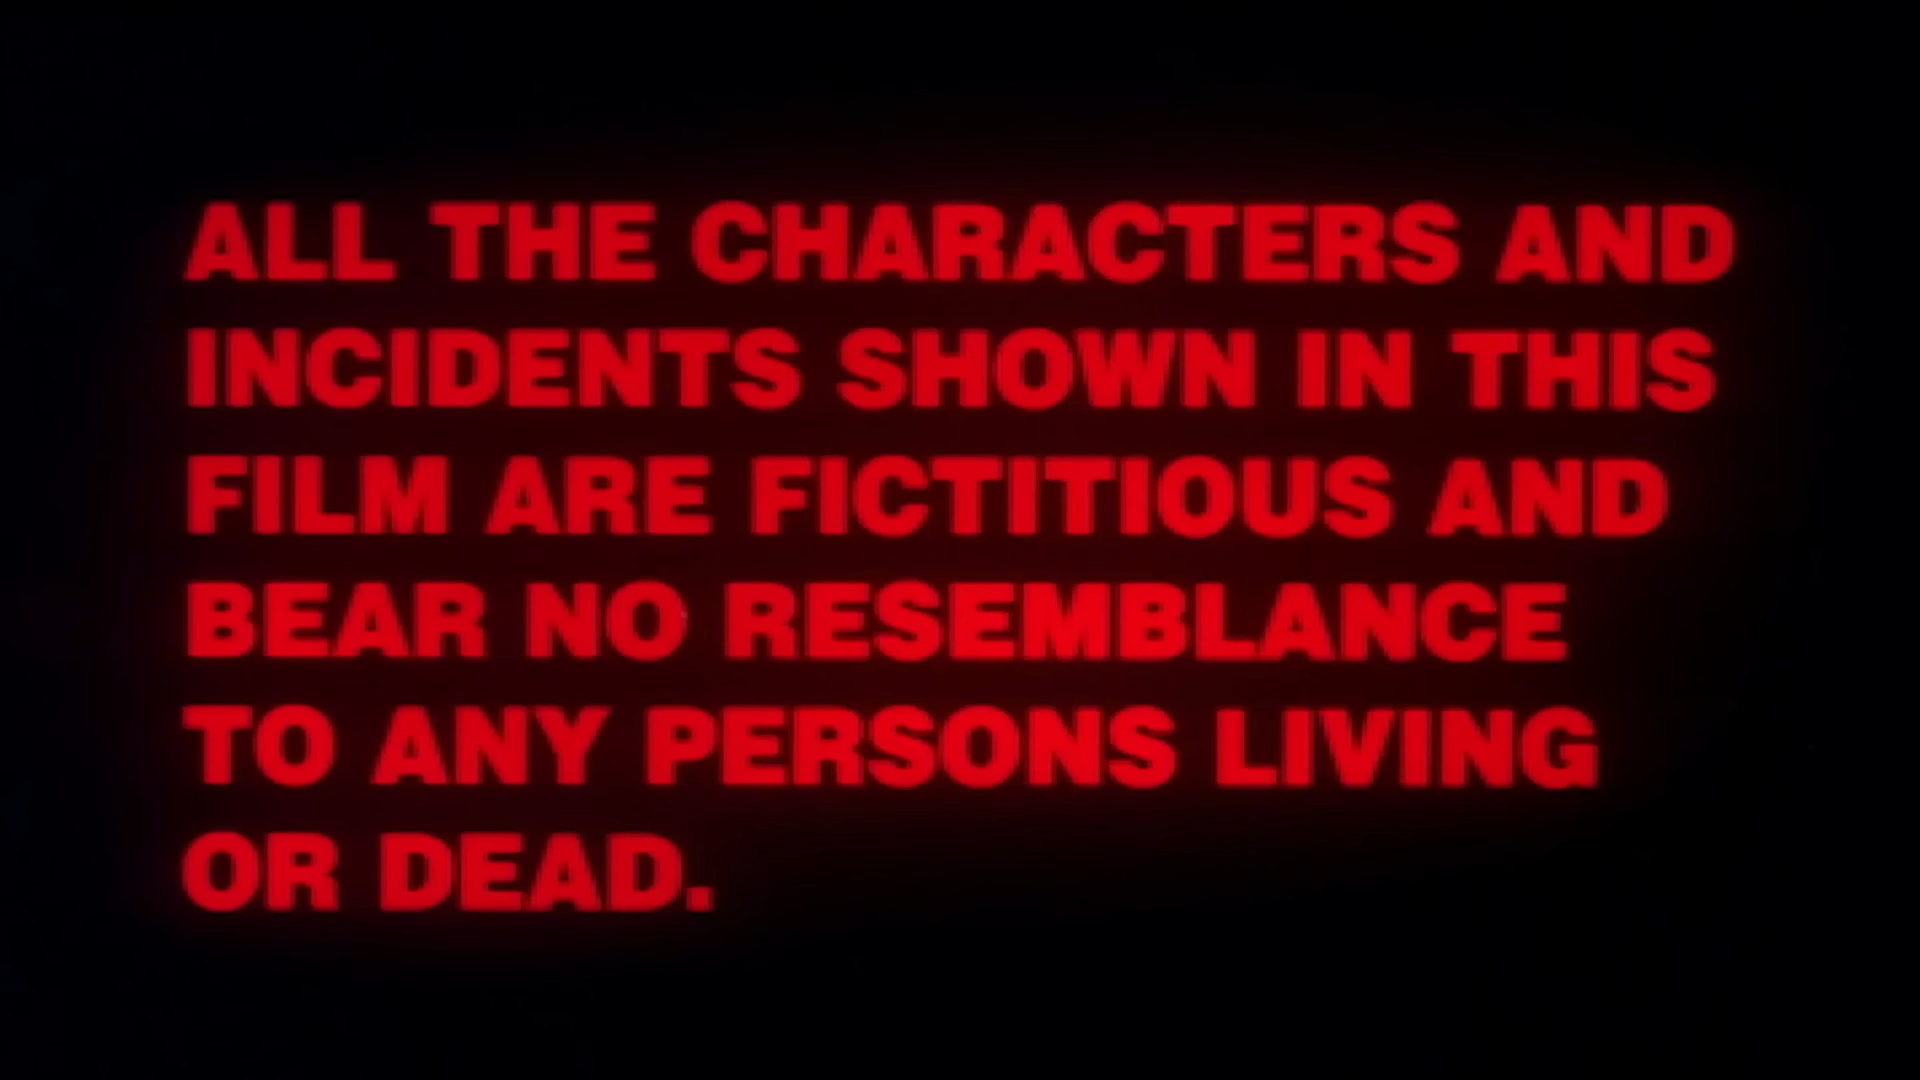 ALL THE CHARACTERS AND
INCIDENTS SHOWN IN THIS
FILM ARE FICTITIOUS AND
BEAR NO RESEMBLANCE
TO ANY PERSONS LIVING
OR DEAD.